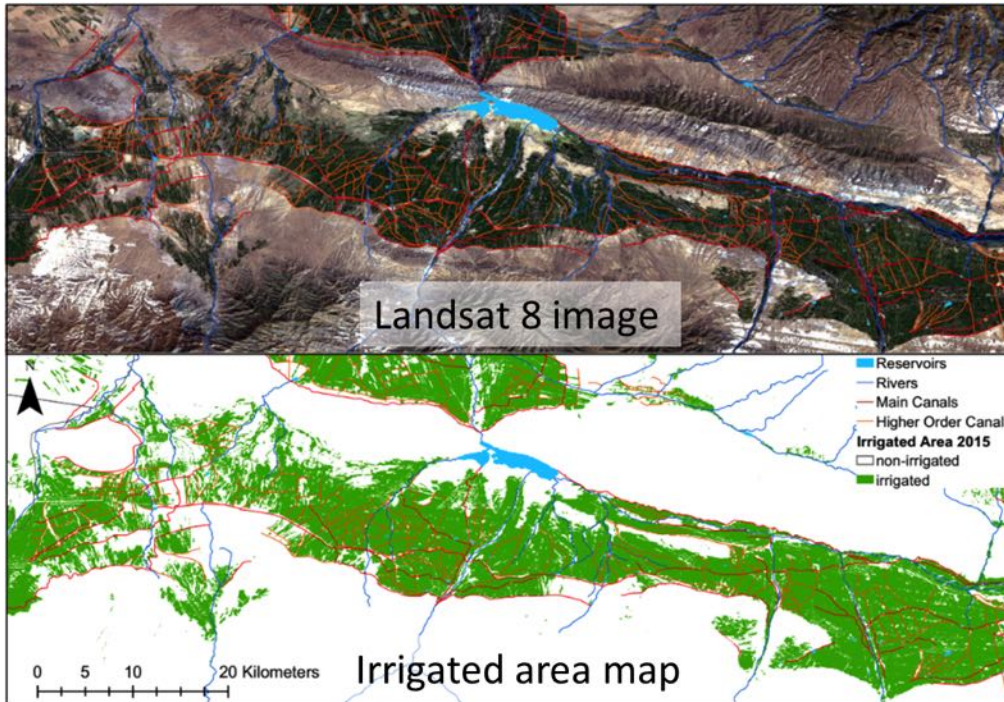 Landsat 8 image
N
Reservoirs
Rivers
Main Canals
Higher Order Canal
Irrigated Area 2015
non-irrigated
irrigated
0 5 10 20 Kilometers
Irrigated area map